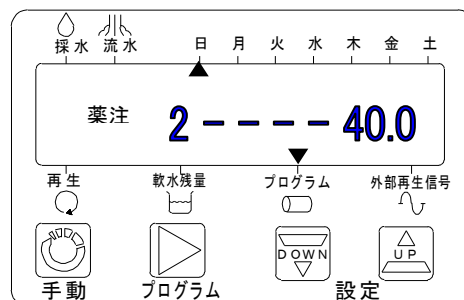 採水 流水 日 月 火 水 木 金 土
薬注 2 - - - - 40.0
再生 軟水残量 プログラム 外部再生信号
DOWN UP
手動 プログラム 設定